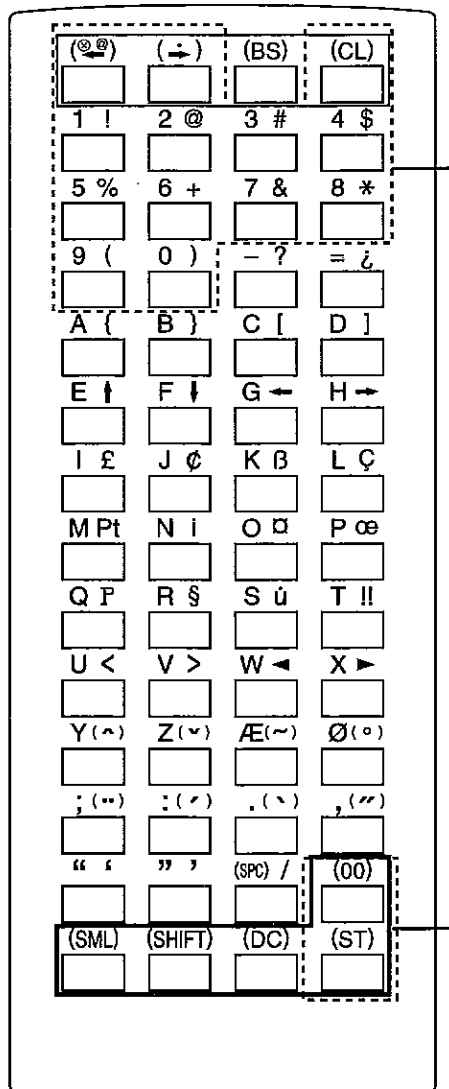 (⊗@←) (∸→) (BS) (CL)
1 ! 2 @ 3 # 4 $
5 % 6 + 7 & 8 *
9 ( 0 ) – ? = ¿
A { B } C [ D ]
E ↑ F ↓ G ← H →
I £ J ₵ K ß L Ç
M Pt N i O ¤ P œ
Q ₽ R § S û T !!
U < V > W ◄ X ►
Y (^) Z (ˇ) Æ (~) Ø (°)
; (¨) : (´) . (`) , (˝)
“ ‘ ” ’ (SPC) / (00)
(SML) (SHIFT) (DC) (ST)